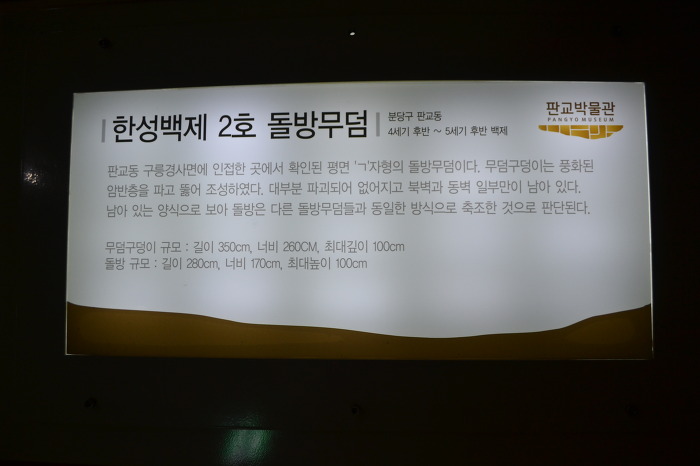 한성백제 2호 돌방무덤
분당구 판교동
4세기 후반 ~ 5세기 후반 백제
판교박물관
PANGYO MUSEUM
판교동 구릉경사면에 인접한 곳에서 확인된 평면 'ㄱ'자형의 돌방무덤이다. 무덤구덩이는 풍화된
암반층을 파고 뚫어 조성하였다. 대부분 파괴되어 없어지고 북벽과 동벽 일부만이 남아 있다.
남아 있는 양식으로 보아 돌방은 다른 돌방무덤들과 동일한 방식으로 축조한 것으로 판단된다.
무덤구덩이 규모 : 길이 350cm, 너비 260CM, 최대깊이 100cm
돌방 규모 : 길이 280cm, 너비 170cm, 최대높이 100cm